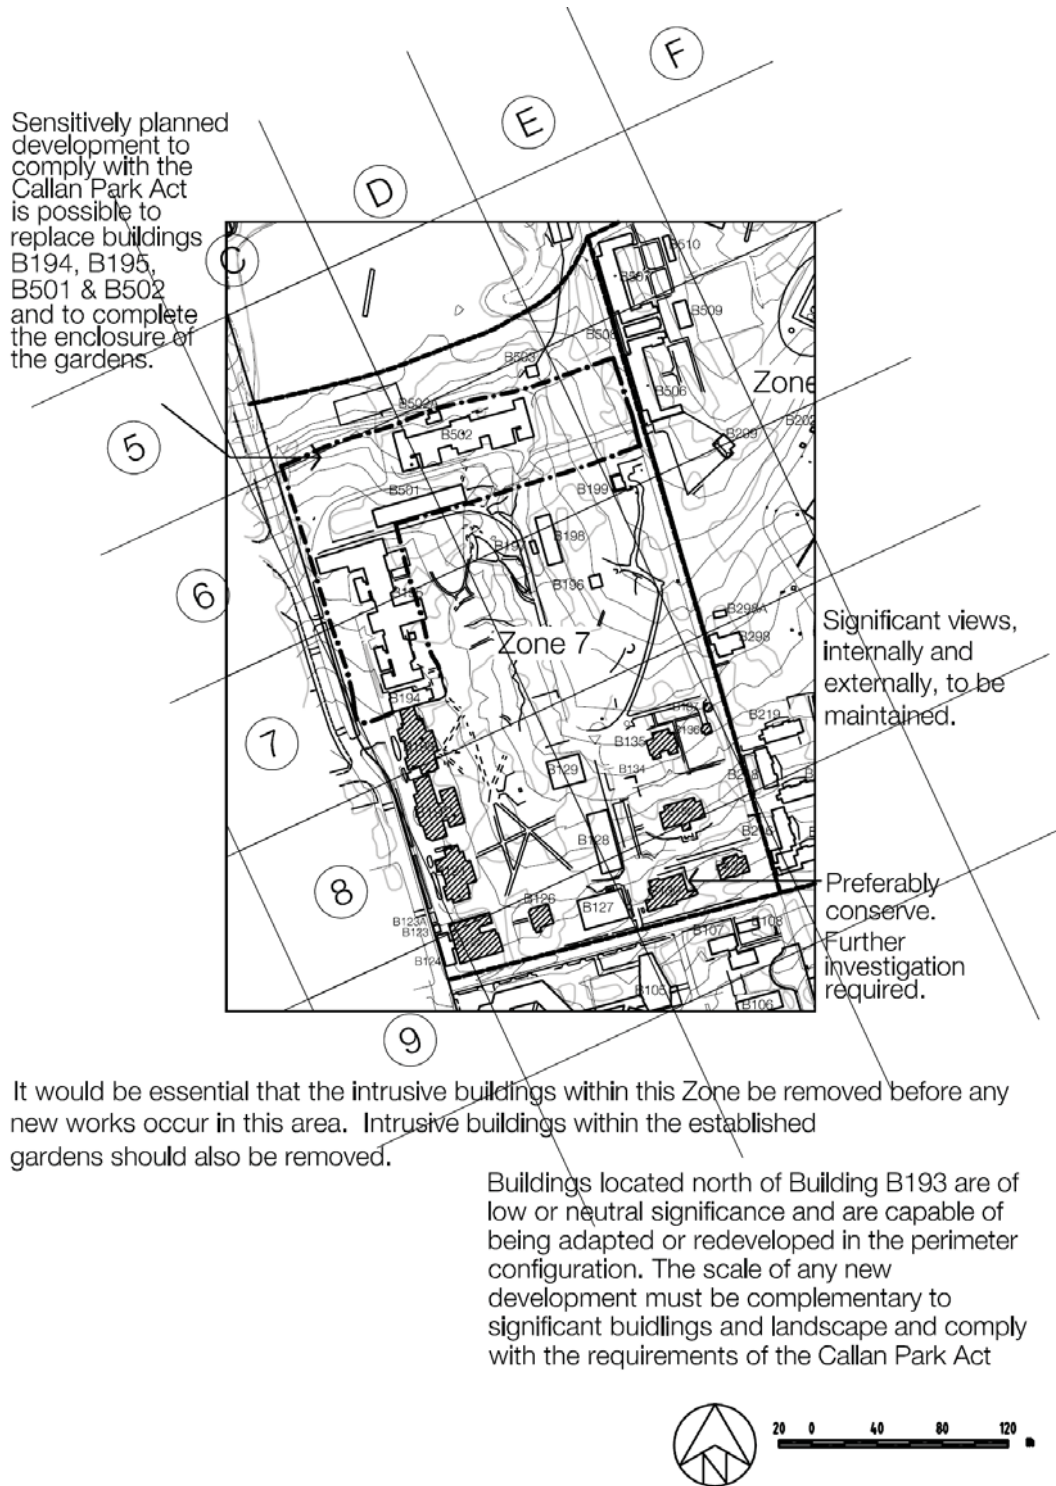 F
E
D
C
Sensitively planned
development to
comply with the
Callan Park Act
is possible to
replace buildings
B194, B195,
B501 & B502
and to complete
the enclosure of
the gardens.
B510
B509
B508
B503
Zone
B506
B502A
B502
B209
B202
5
B501
B199
B198
B197
B196
B195
6
B298A
B298
Zone 7
Significant views,
internally and
externally, to be
maintained.
B194
B219
7
B135
B136
B134
B129
B218
B128
B216
8
Preferably
conserve.
Further
investigation
required.
B126
B127
B123A
B123
B124
B107
B108
B105
B106
9
It would be essential that the intrusive buildings within this Zone be removed before any
new works occur in this area. Intrusive buildings within the established
gardens should also be removed.
Buildings located north of Building B193 are of
low or neutral significance and are capable of
being adapted or redeveloped in the perimeter
configuration. The scale of any new
development must be complementary to
significant buidlings and landscape and comply
with the requirements of the Callan Park Act
N
20 0 40 80 120 m